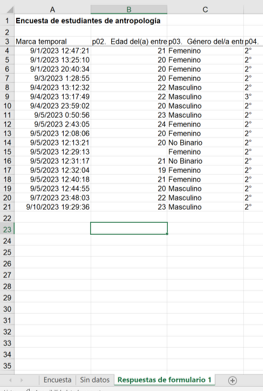 A B C
1 Encuesta de estudiantes de antropología
2
3 Marca temporal p02. Edad del(a) entre p03. Género del/a ent p04.
4 9/1/2023 12:47:21 21 Femenino 2°
5 9/1/2023 13:25:10 20 Femenino 2°
6 9/1/2023 20:40:34 20 Femenino 2°
7 9/3/2023 1:28:55 20 Femenino 2°
8 9/4/2023 13:12:32 22 Masculino 2°
9 9/4/2023 13:17:49 22 Masculino 3°
10 9/4/2023 23:59:02 20 Masculino 2°
11 9/5/2023 0:50:56 23 Masculino 2°
12 9/5/2023 2:43:05 24 Femenino 2°
13 9/5/2023 12:08:06 20 Femenino 2°
14 9/5/2023 12:13:21 20 No Binario 2°
15 9/5/2023 12:29:13 Femenino 2°
16 9/5/2023 12:31:17 21 No Binario 2°
17 9/5/2023 12:32:04 19 Femenino 2°
18 9/5/2023 12:40:18 21 Femenino 2°
19 9/5/2023 12:44:55 20 Masculino 2°
20 9/7/2023 23:48:03 22 Masculino 2°
21 9/10/2023 19:29:36 23 Masculino 2°
22
23
24
25
26
27
28
29
30
31
32
33
34
35
Encuesta Sin datos Respuestas de formulario 1